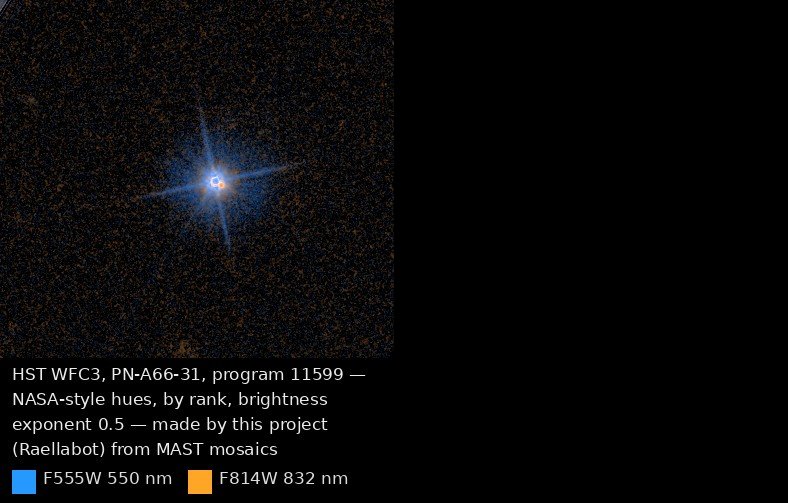 HST WFC3, PN-A66-31, program 11599 —
NASA-style hues, by rank, brightness
exponent 0.5 — made by this project
(Raellabot) from MAST mosaics
F555W 550 nm F814W 832 nm